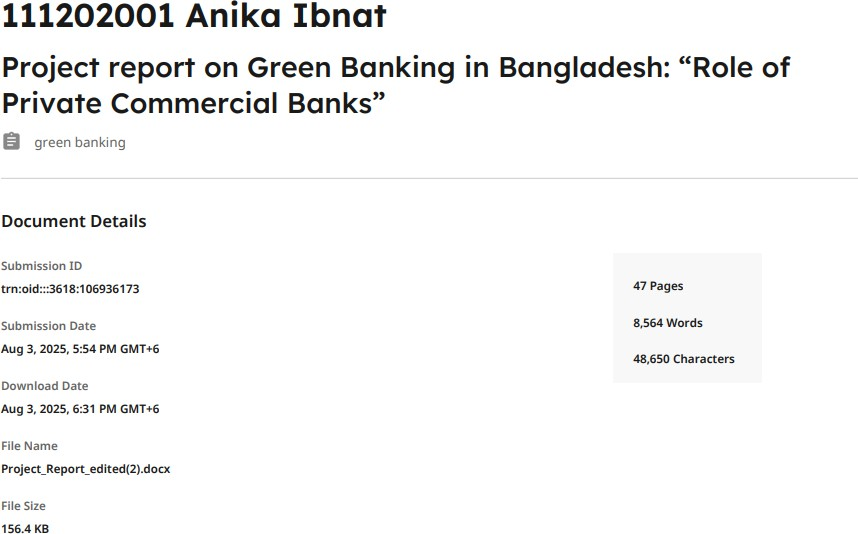 111202001 Anika Ibnat
Project report on Green Banking in Bangladesh: “Role of
Private Commercial Banks”
green banking
Document Details
Submission ID
trn:oid:::3618:106936173
Submission Date
Aug 3, 2025, 5:54 PM GMT+6
Download Date
Aug 3, 2025, 6:31 PM GMT+6
File Name
Project_Report_edited(2).docx
File Size
156.4 KB
47 Pages
8,564 Words
48,650 Characters